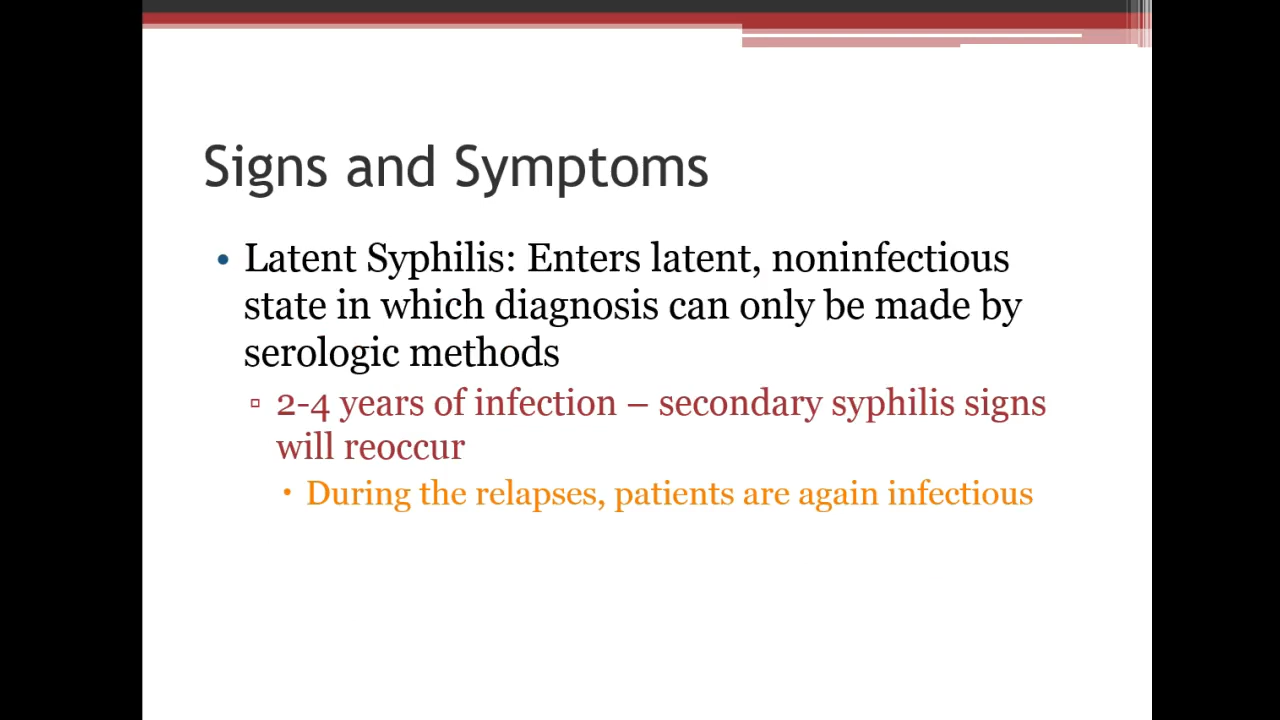 Signs and Symptoms
• Latent Syphilis: Enters latent, noninfectious
state in which diagnosis can only be made by
serologic methods
▫ 2-4 years of infection – secondary syphilis signs
will reoccur
• During the relapses, patients are again infectious